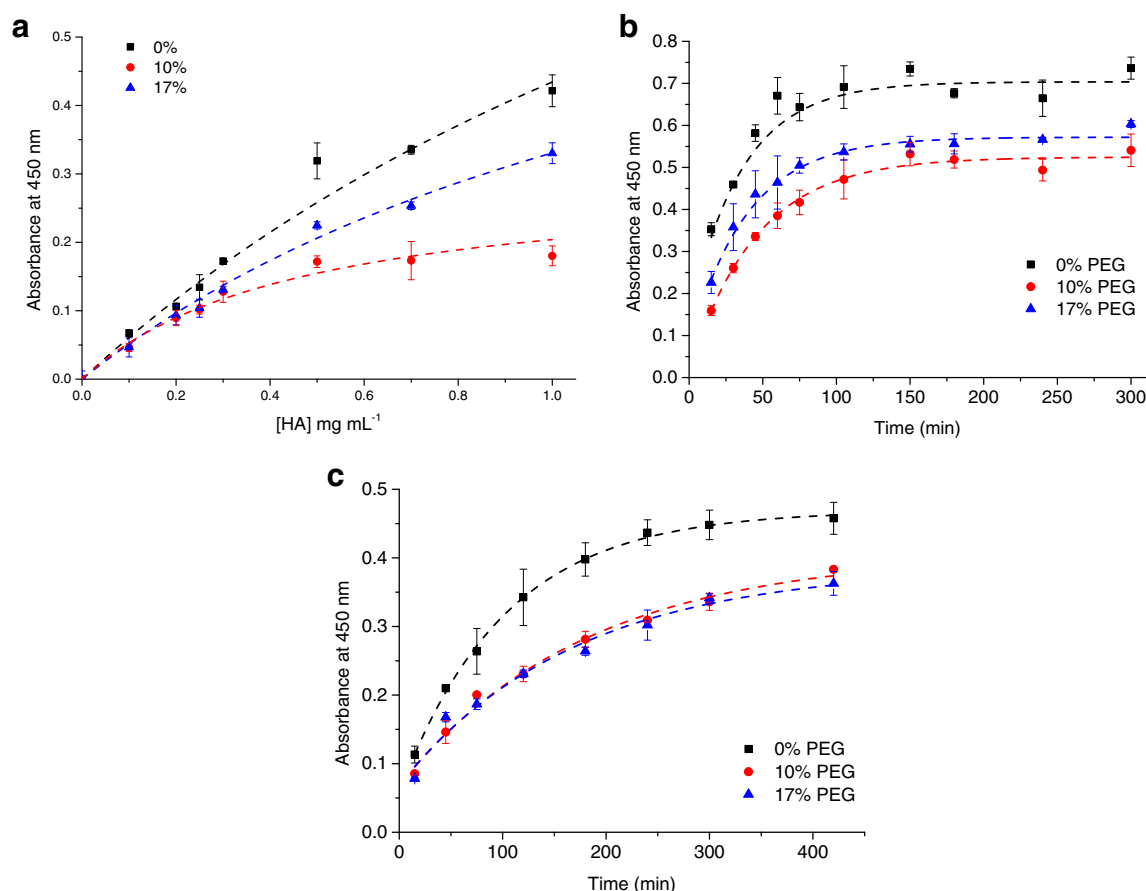 a
0%
10%
17%
Absorbance at 450 nm
0.4
0.3
0.2
0.1
0.0
0.0 0.2 0.4 0.6 0.8 1.0
[HA] mg mL-1
b
0.8
0.7
0.6
0.5
0.4
0.3
0.2
0.1
0.0
Absorbance at 450 nm
0% PEG
10% PEG
17% PEG
0 50 100 150 200 250 300
Time (min)
c
0.5
0.4
0.3
0.2
0.1
0.0
Absorbance at 450 nm
0% PEG
10% PEG
17% PEG
0 100 200 300 400
Time (min)